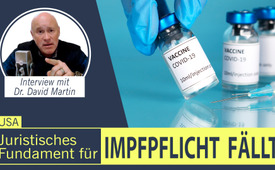 Interview mit
Dr. David Martin
USA
Juristisches
Fundament für
IMPFPFLICHT FÄLLT
VACCINE
COVID-19
10ml/injection
VACCINE
COVID-19